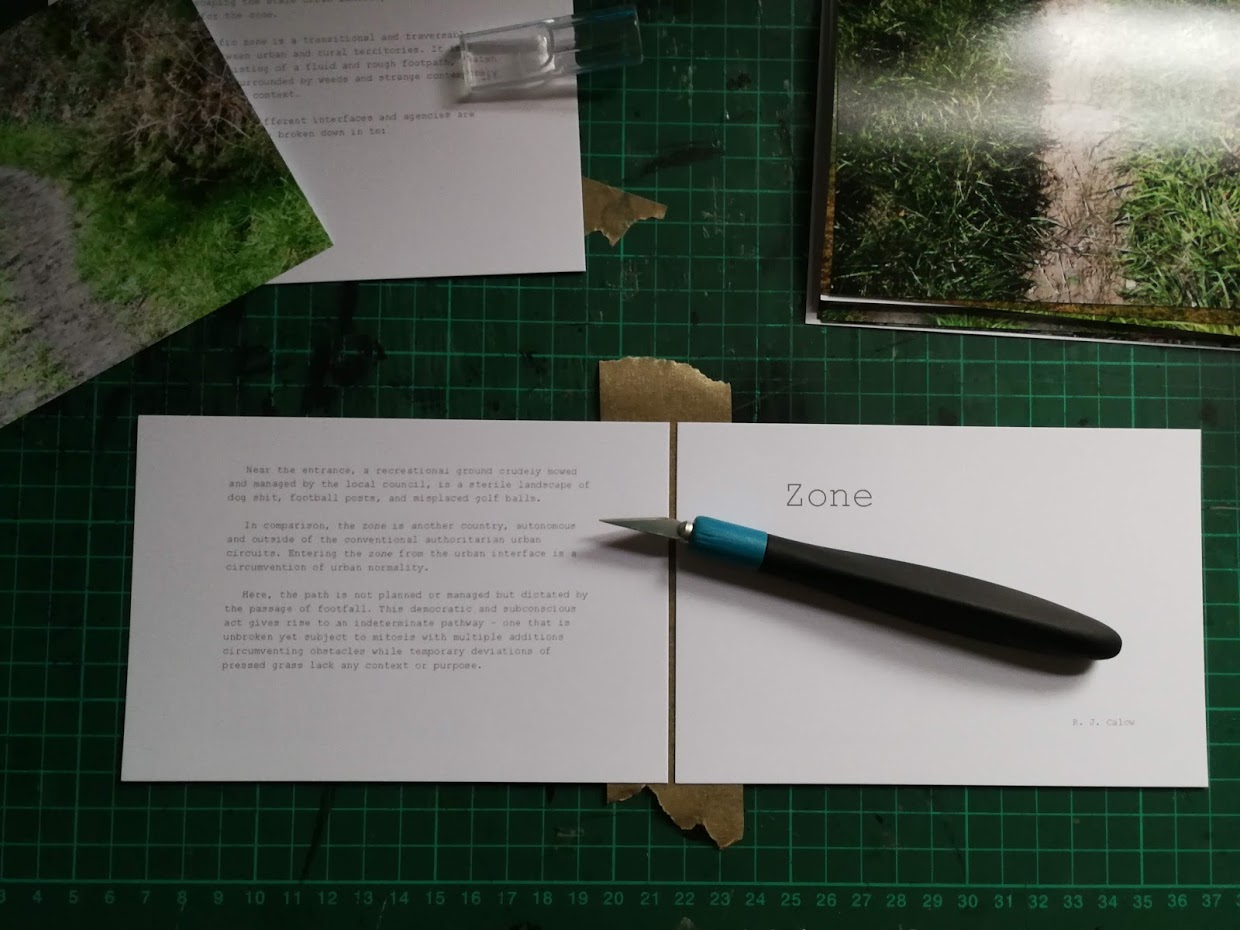 for the zone.
zone is a transitional and traversable
urban and rural territories. It
of a fluid and rough footpath
surrounded by weeds and strange
context.
different interfaces and agencies are
broken down in to:
Near the entrance, a recreational ground crudely mowed
and managed by the local council, is a sterile landscape of
dog shit, football posts, and misplaced golf balls.
In comparison, the zone is another country, autonomous
and outside of the conventional authoritarian urban
circuits. Entering the zone from the urban interface is a
circumvention of urban normality.
Here, the path is not planned or managed but dictated by
the passage of footfall. This democratic and subconscious
act gives rise to an indeterminate pathway - one that is
unbroken yet subject to mitosis with multiple additions
circumventing obstacles while temporary deviations of
pressed grass lack any context or purpose.
Zone
R. J. Calow
3 4 5 6 7 8 9 10 11 12 13 14 15 16 17 18 19 20 21 22 23 24 25 26 27 28 29 30 31 32 33 34 35 36 37